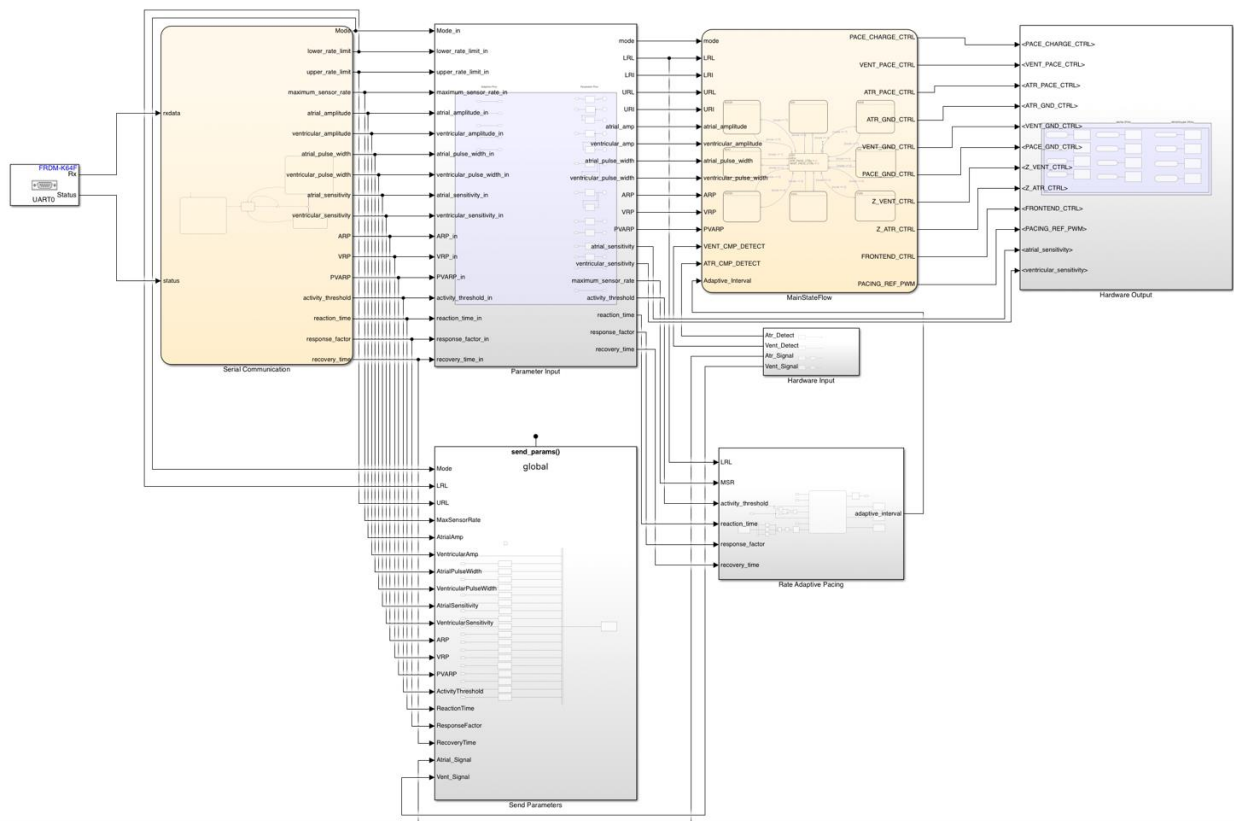 FRDM-K64F
Rx
Status
UART0
rxdata
status
Mode
lower_rate_limit
upper_rate_limit
maximum_sensor_rate
atrial_amplitude
ventricular_amplitude
atrial_pulse_width
ventricular_pulse_width
atrial_sensitivity
ventricular_sensitivity
ARP
VRP
PVARP
activity_threshold
reaction_time
response_factor
recovery_time
Serial Communication
Mode_in
lower_rate_limit_in
upper_rate_limit_in
maximum_sensor_rate_in
atrial_amplitude_in
ventricular_amplitude_in
atrial_pulse_width_in
ventricular_pulse_width_in
atrial_sensitivity_in
ventricular_sensitivity_in
ARP_in
VRP_in
PVARP_in
activity_threshold_in
reaction_time_in
response_factor_in
recovery_time_in
mode
LRL
LRI
URL
URI
atrial_amp
ventricular_amp
atrial_pulse_width
ventricular_pulse_width
ARP
VRP
PVARP
atrial_sensitivity
ventricular_sensitivity
maximum_sensor_rate
activity_threshold
reaction_time
response_factor
recovery_time
Parameter Input
mode
LRL
LRI
URL
URI
atrial_amplitude
ventricular_amplitude
atrial_pulse_width
ventricular_pulse_width
ARP
VRP
PVARP
VENT_CMP_DETECT
ATR_CMP_DETECT
Adaptive_Interval
PACE_CHARGE_CTRL
VENT_PACE_CTRL
ATR_PACE_CTRL
ATR_GND_CTRL
VENT_GND_CTRL
PACE_GND_CTRL
Z_VENT_CTRL
Z_ATR_CTRL
FRONTEND_CTRL
PACING_REF_PWM
MainStateFlow
<PACE_CHARGE_CTRL>
<VENT_PACE_CTRL>
<ATR_PACE_CTRL>
<ATR_GND_CTRL>
<VENT_GND_CTRL>
<PACE_GND_CTRL>
<Z_VENT_CTRL>
<Z_ATR_CTRL>
<FRONTEND_CTRL>
<PACING_REF_PWM>
<atrial_sensitivity>
<ventricular_sensitivity>
Hardware Output
Atr_Detect
Vent_Detect
Atr_Signal
Vent_Signal
Hardware Input
send_params()
global
Mode
LRL
URL
MaxSensorRate
AtrialAmp
VentricularAmp
AtrialPulseWidth
VentricularPulseWidth
AtrialSensitivity
VentricularSensitivity
ARP
VRP
PVARP
ActivityThreshold
ReactionTime
ResponseFactor
RecoveryTime
Atrial_Signal
Vent_Signal
Send Parameters
LRL
MSR
activity_threshold
reaction_time
response_factor
recovery_time
adaptive_interval
Rate Adaptive Pacing